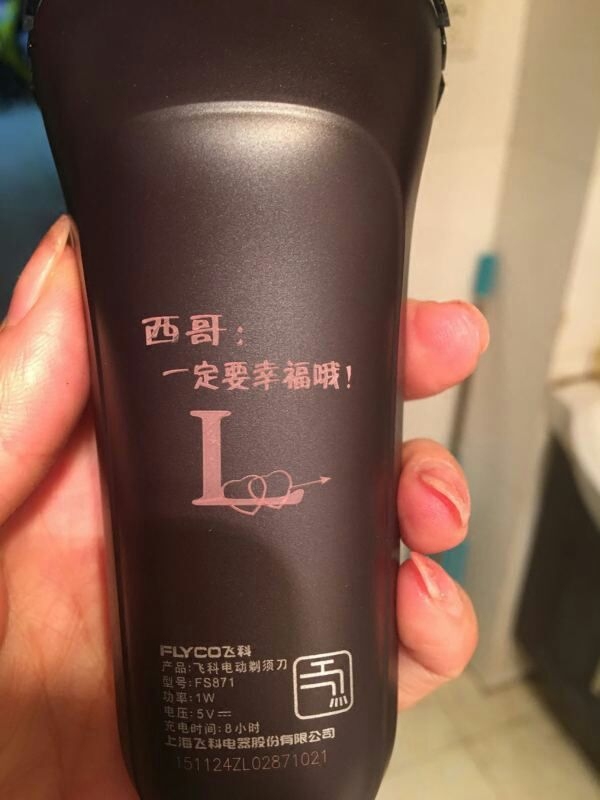 西哥:
一定要幸福哦!
L
FLYCO飞科
产品:飞科电动剃须刀
型号:FS871
功率:1W
电压:5V⎓
充电时间:8小时
上海飞科电器股份有限公司
151124ZL02871021